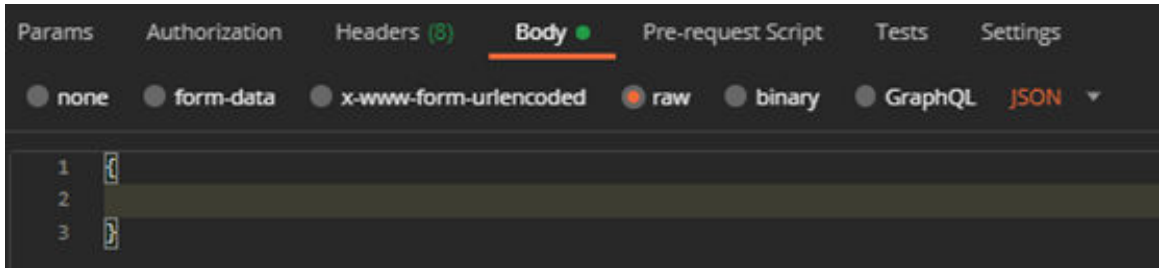 Params Authorization Headers (8) Body Pre-request Script Tests Settings
none form-data x-www-form-urlencoded raw binary GraphQL JSON
1 {
2
3 }